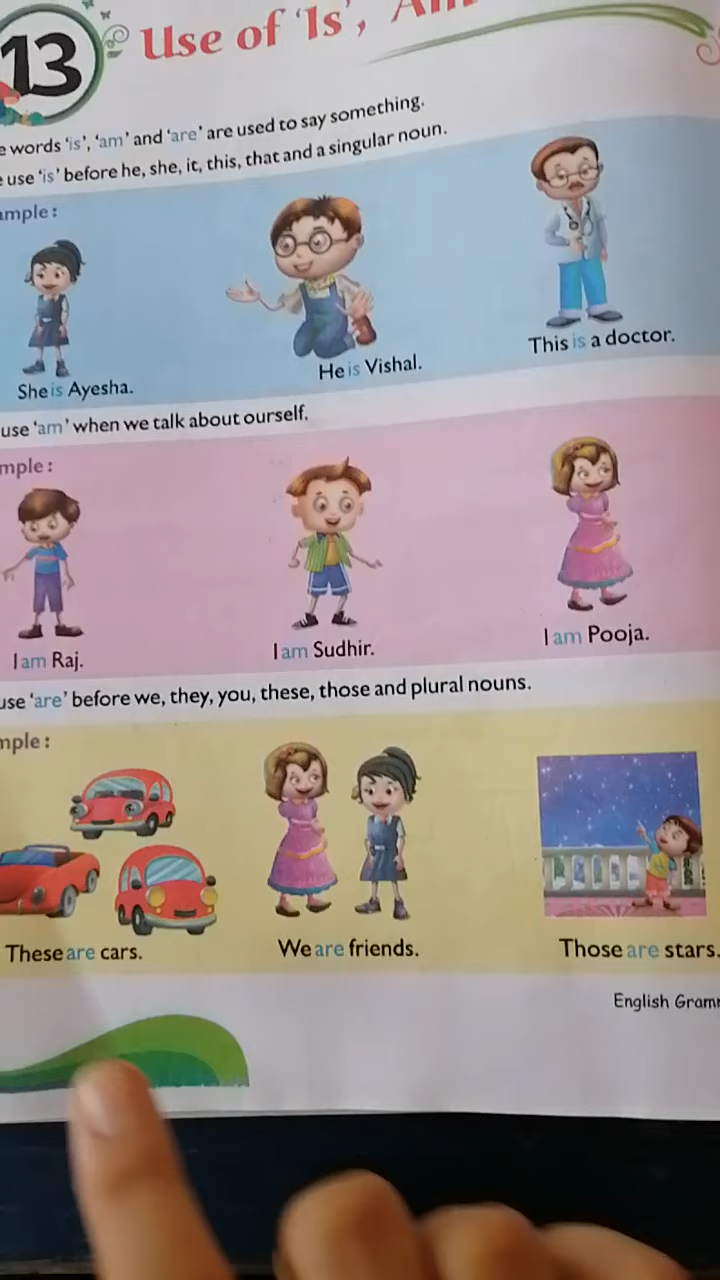 13
Use of 'Is',
words 'is', 'am' and 'are' are used to say something.
use 'is' before he, she, it, this, that and a singular noun.
ample :
She is Ayesha.
He is Vishal.
This is a doctor.
use 'am' when we talk about ourself.
mple :
I am Raj.
I am Sudhir.
I am Pooja.
use 'are' before we, they, you, these, those and plural nouns.
mple :
These are cars.
We are friends.
Those are stars.
English Gram